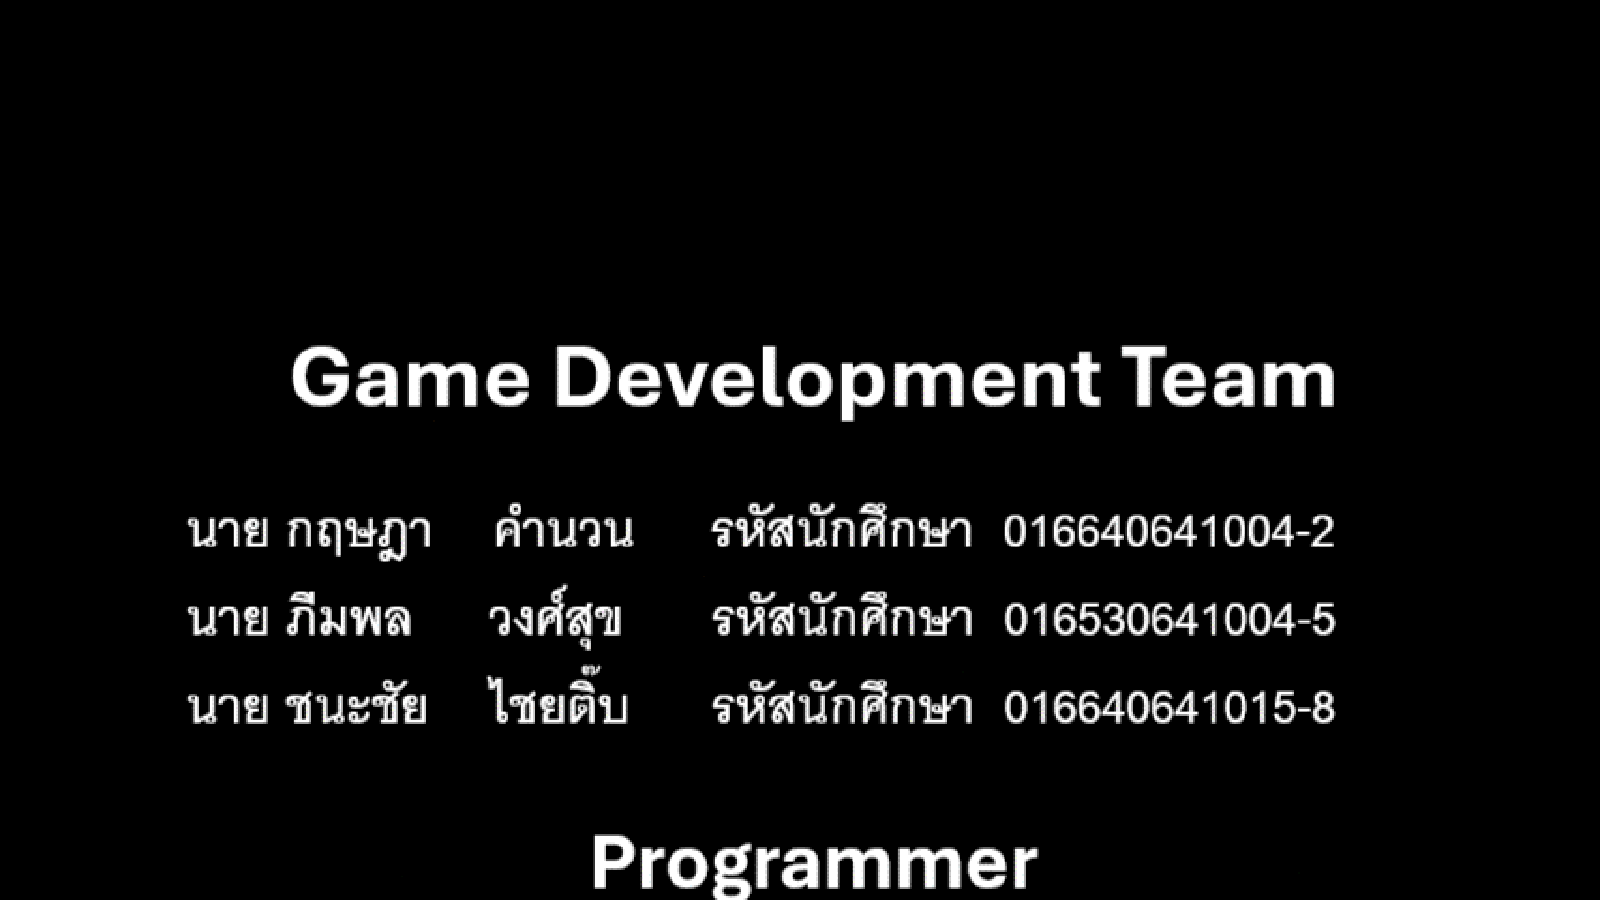 Game Development Team
นาย กฤษฎา คำนวน รหัสนักศึกษา 016640641004-2
นาย ภีมพล วงศ์สุข รหัสนักศึกษา 016530641004-5
นาย ชนะชัย ไชยติ๊บ รหัสนักศึกษา 016640641015-8
Programmer